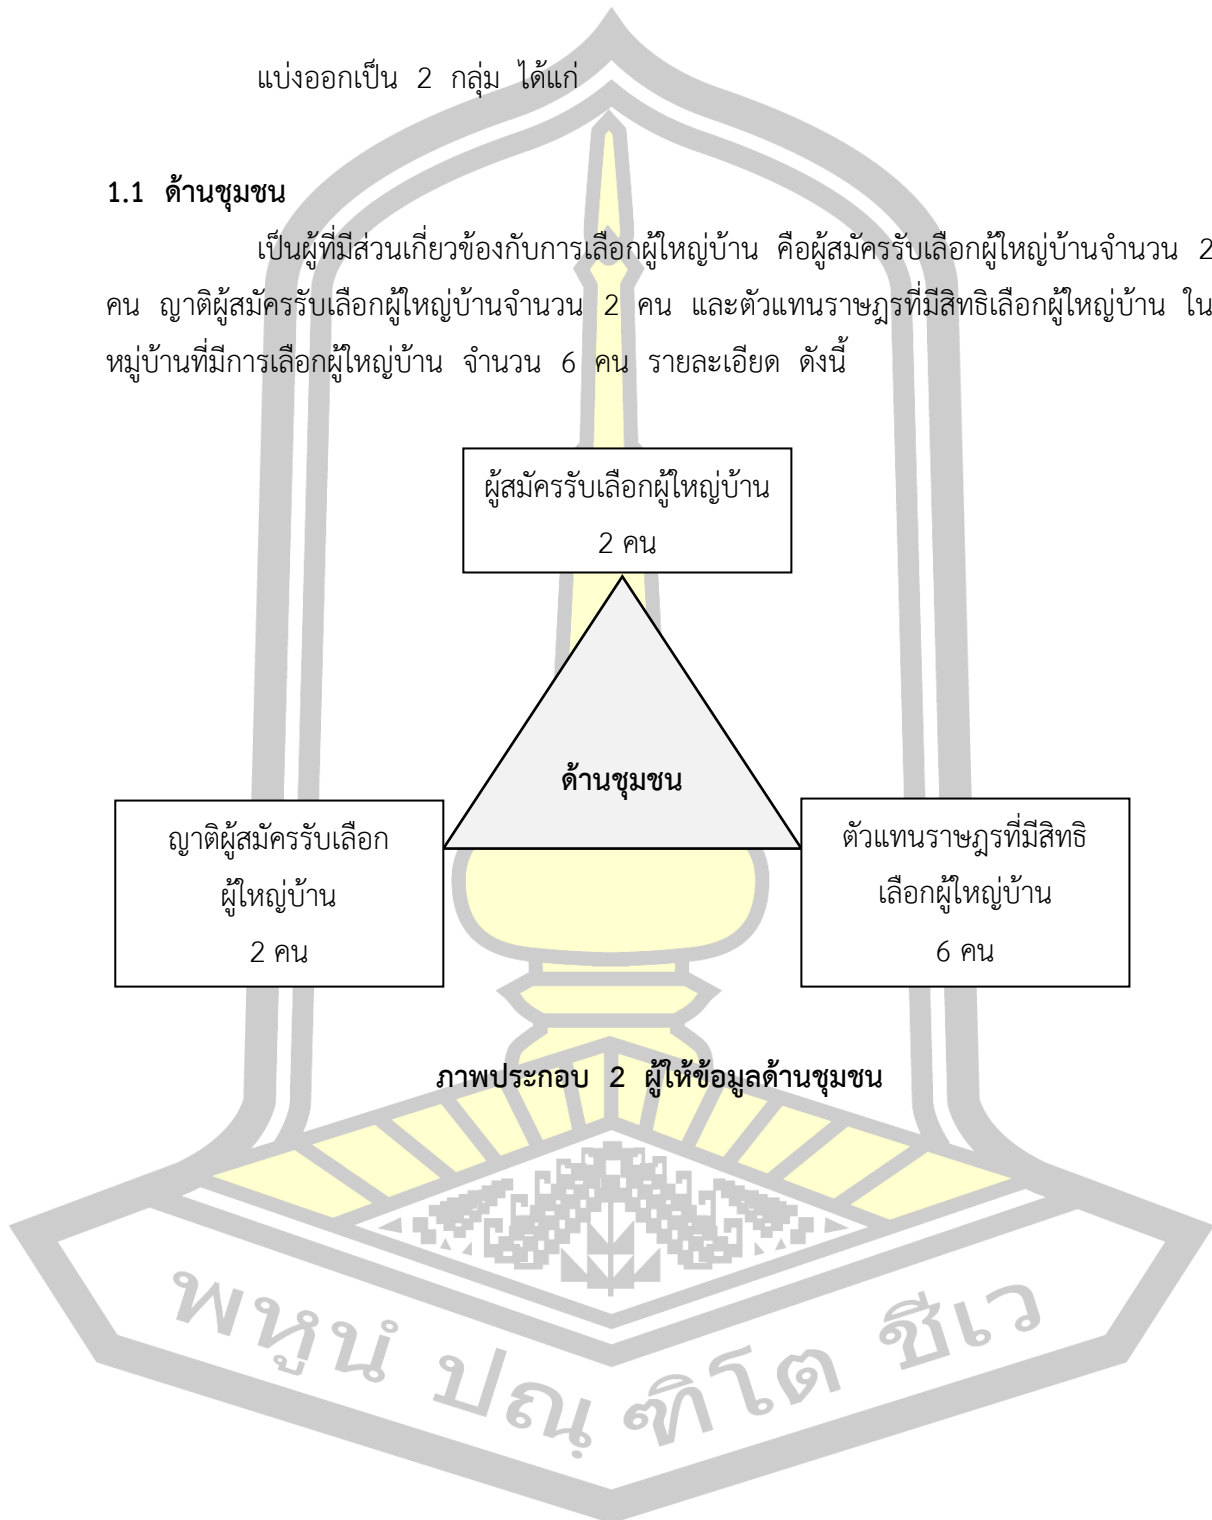 แบ่งออกเป็น 2 กลุ่ม ได้แก่
1.1 ด้านชุมชน
เป็นผู้ที่มีส่วนเกี่ยวข้องกับการเลือกผู้ใหญ่บ้าน คือผู้สมัครรับเลือกผู้ใหญ่บ้านจำนวน 2
คน ญาติผู้สมัครรับเลือกผู้ใหญ่บ้านจำนวน 2 คน และตัวแทนราษฎรที่มีสิทธิเลือกผู้ใหญ่บ้าน ใน
หมู่บ้านที่มีการเลือกผู้ใหญ่บ้าน จำนวน 6 คน รายละเอียด ดังนี้
ผู้สมัครรับเลือกผู้ใหญ่บ้าน
2 คน
ด้านชุมชน
ญาติผู้สมัครรับเลือก
ผู้ใหญ่บ้าน
2 คน
ตัวแทนราษฎรที่มีสิทธิ
เลือกผู้ใหญ่บ้าน
6 คน
ภาพประกอบ 2 ผู้ให้ข้อมูลด้านชุมชน
พหูนํ ปณฺฑิโต ชีเว